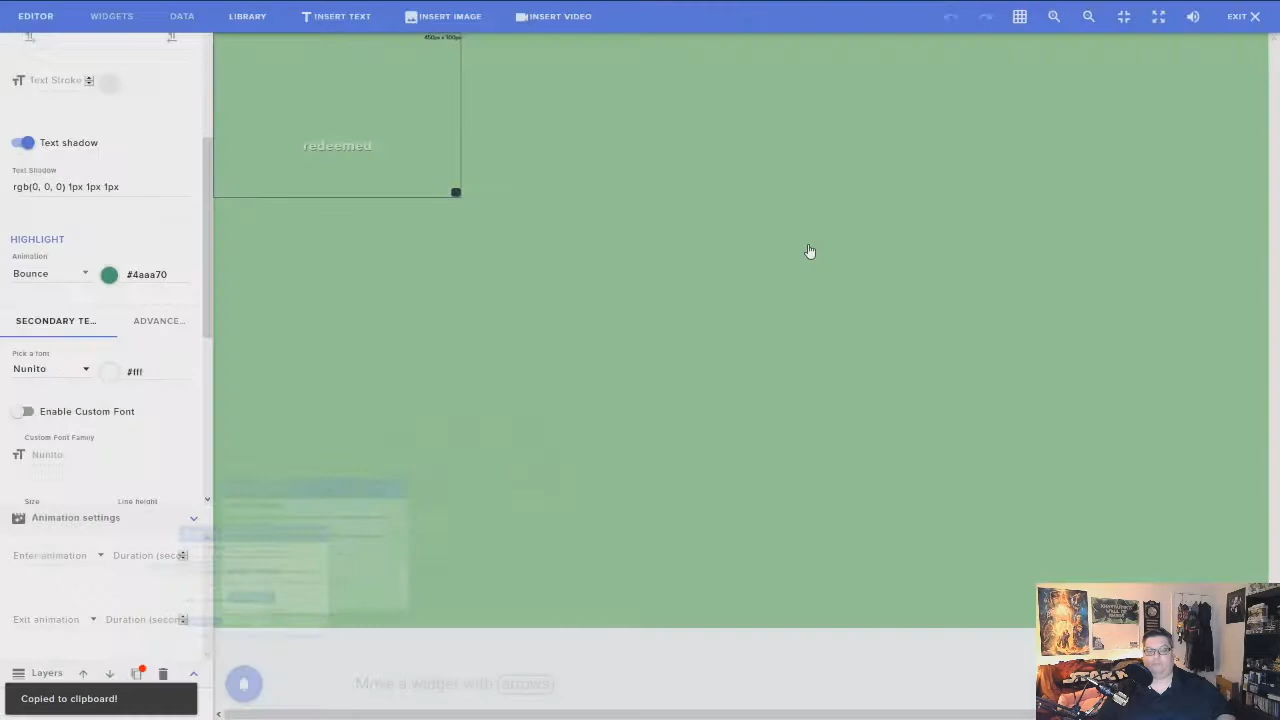 EDITOR WIDGETS DATA LIBRARY INSERT TEXT INSERT IMAGE INSERT VIDEO EXIT
450px x 300px
Text Stroke
redeemed
Text shadow
Text Shadow
rgb(0, 0, 0) 1px 1px 1px
HIGHLIGHT
Animation
Bounce #4aaa70
SECONDARY TE... ADVANCE...
Pick a font
Nunito #fff
Enable Custom Font
Custom Font Family
Nunito
Size Line height
Animation settings
Enter animation Duration (seco
Exit animation Duration (secon
Layers
Move a widget with (arrows)
Copied to clipboard!